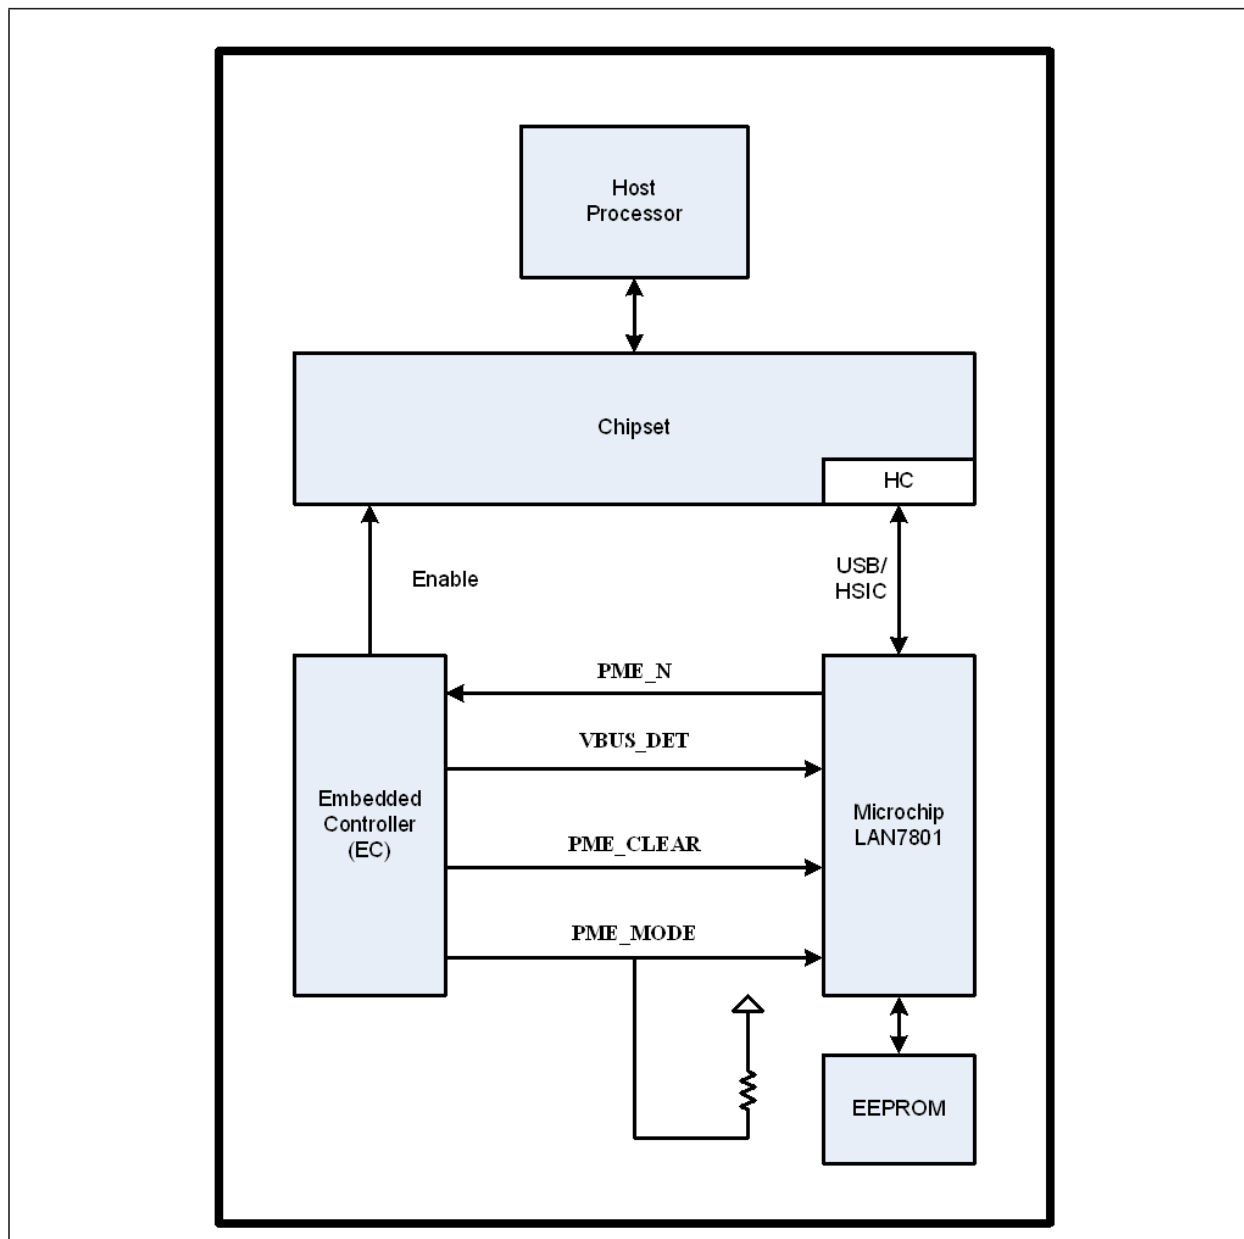 Host
Processor
Chipset
HC
Enable
USB/
HSIC
PME_N
VBUS_DET
Embedded
Controller
(EC)
Microchip
LAN7801
PME_CLEAR
PME_MODE
EEPROM